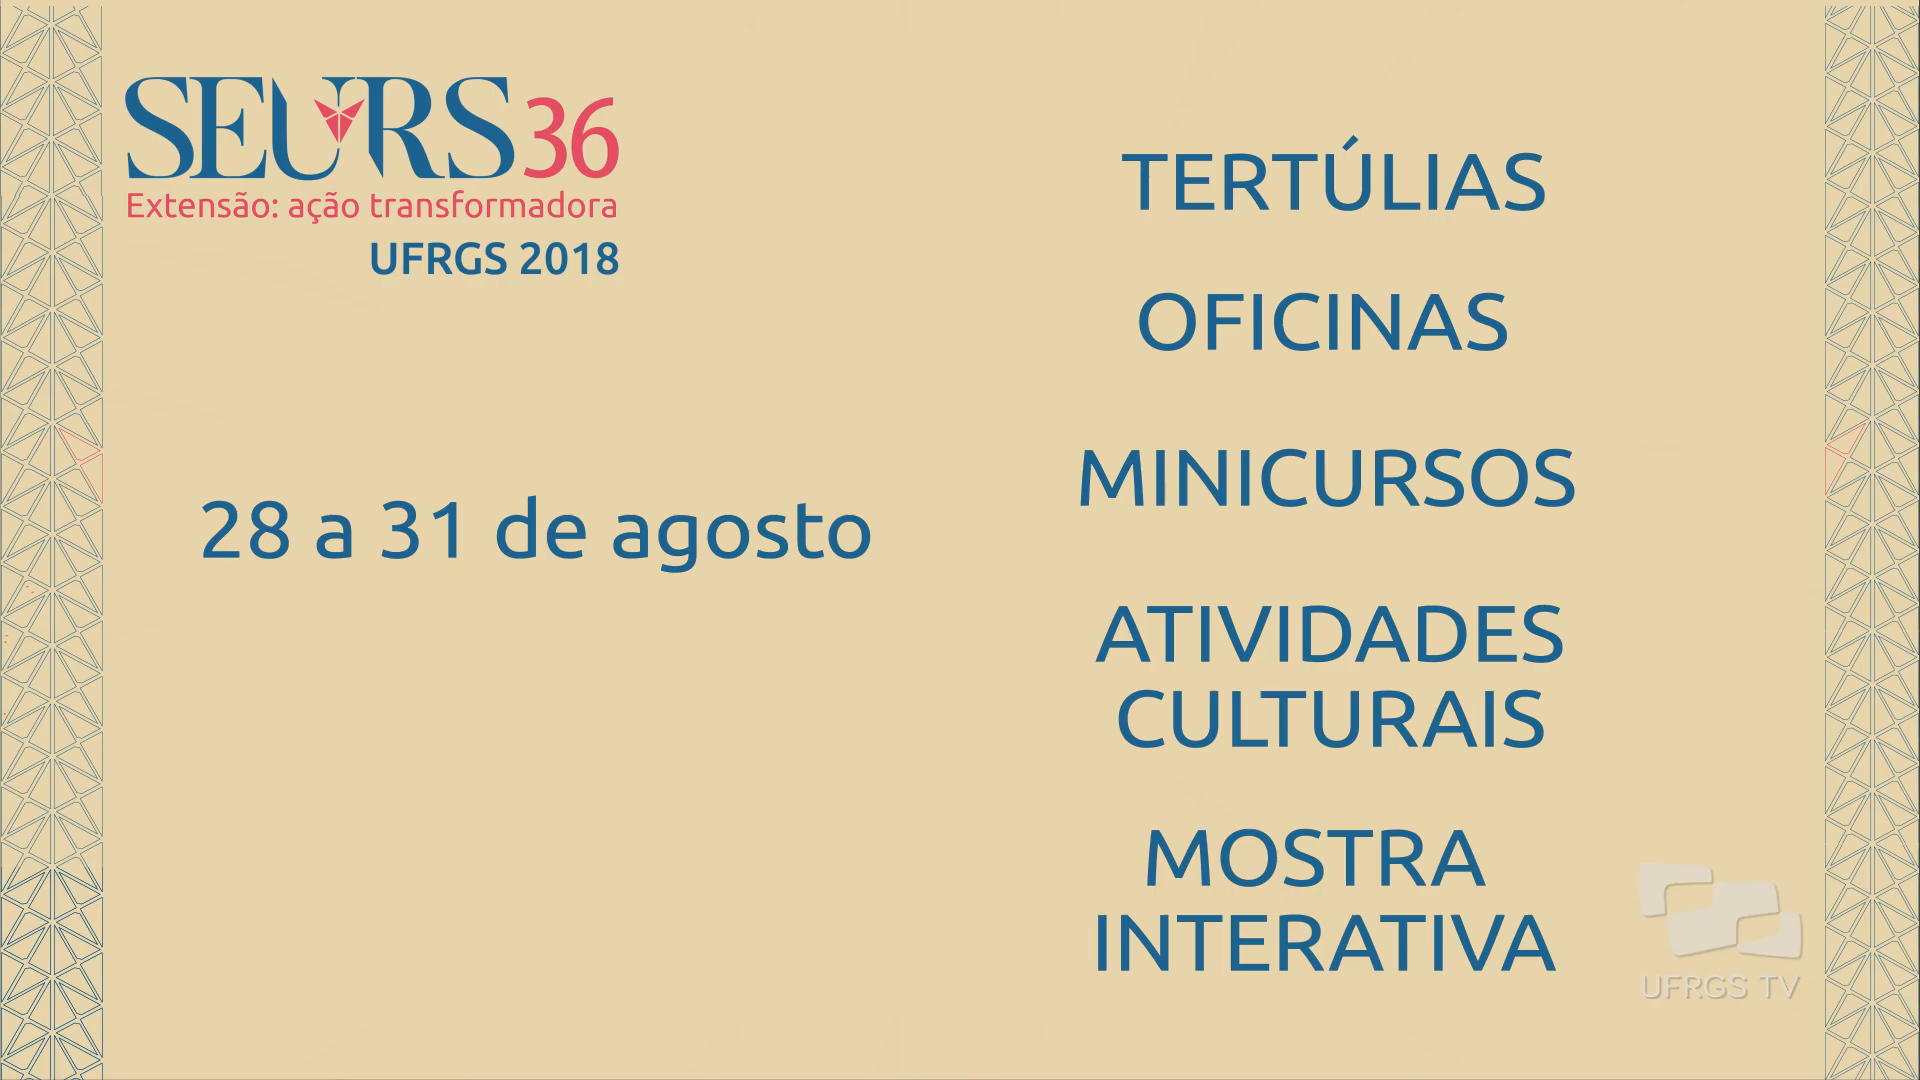 SEURS 36
Extensão: ação transformadora
UFRGS 2018
28 a 31 de agosto
TERTÚLIAS
OFICINAS
MINICURSOS
ATIVIDADES
CULTURAIS
MOSTRA
INTERATIVA
UFRGS TV